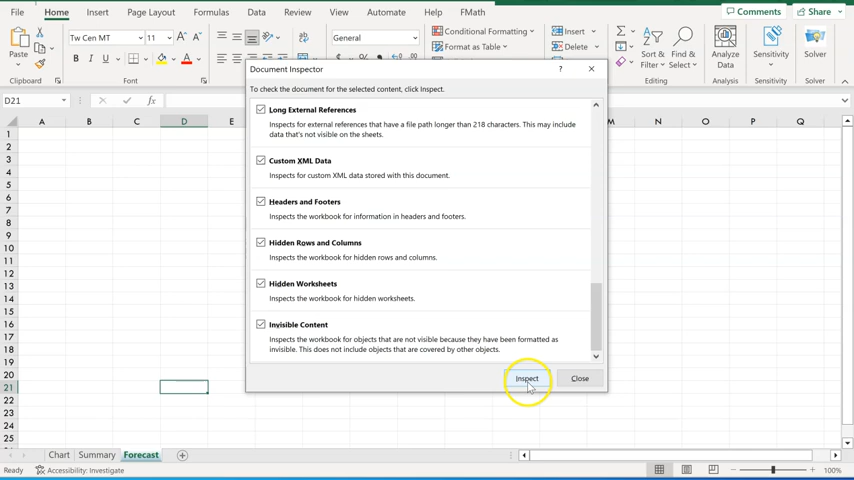 File Home Insert Page Layout Formulas Data Review View Automate Help FMath Comments Share
Paste
Clipboard
Tw Cen MT 11
B I U
Font
General
Conditional Formatting
Format as Table
Insert
Delete
Sort & Filter Find & Select
Editing
Analyze Data
Analysis
Sensitivity
Sensitivity
Solver
D21 fx
A B C D E M N O P Q
1
2
3
4
5
6
7
8
9
10
11
12
13
14
15
16
17
18
19
20
21
22
23
24
25
Document Inspector ?
To check the document for the selected content, click Inspect.
Long External References
Inspects for external references that have a file path longer than 218 characters. This may include
data that's not visible on the sheets.
Custom XML Data
Inspects for custom XML data stored with this document.
Headers and Footers
Inspects the workbook for information in headers and footers.
Hidden Rows and Columns
Inspects the workbook for hidden rows and columns.
Hidden Worksheets
Inspects the workbook for hidden worksheets.
Invisible Content
Inspects the workbook for objects that are not visible because they have been formatted as
invisible. This does not include objects that are covered by other objects.
Inspect Close
Chart Summary Forecast
Ready Accessibility: Investigate 100%